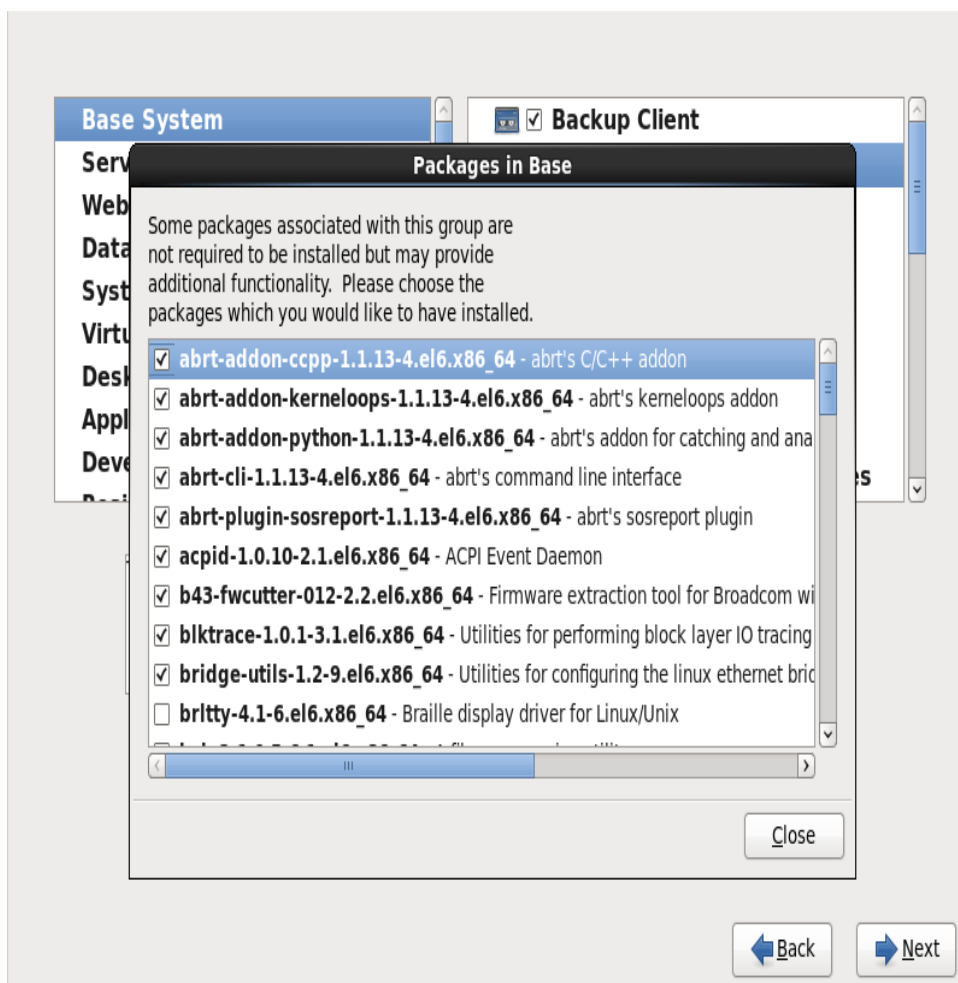 Base System
Backup Client
Serv
Web
Data
Syst
Virtu
Desk
Appl
Deve
es
Packages in Base
Some packages associated with this group are
not required to be installed but may provide
additional functionality. Please choose the
packages which you would like to have installed.
abrt-addon-ccpp-1.1.13-4.el6.x86_64 - abrt's C/C++ addon
abrt-addon-kerneloops-1.1.13-4.el6.x86_64 - abrt's kerneloops addon
abrt-addon-python-1.1.13-4.el6.x86_64 - abrt's addon for catching and ana
abrt-cli-1.1.13-4.el6.x86_64 - abrt's command line interface
abrt-plugin-sosreport-1.1.13-4.el6.x86_64 - abrt's sosreport plugin
acpid-1.0.10-2.1.el6.x86_64 - ACPI Event Daemon
b43-fwcutter-012-2.2.el6.x86_64 - Firmware extraction tool for Broadcom wi
blktrace-1.0.1-3.1.el6.x86_64 - Utilities for performing block layer IO tracing
bridge-utils-1.2-9.el6.x86_64 - Utilities for configuring the linux ethernet bric
brltty-4.1-6.el6.x86_64 - Braille display driver for Linux/Unix
Close
Back
Next